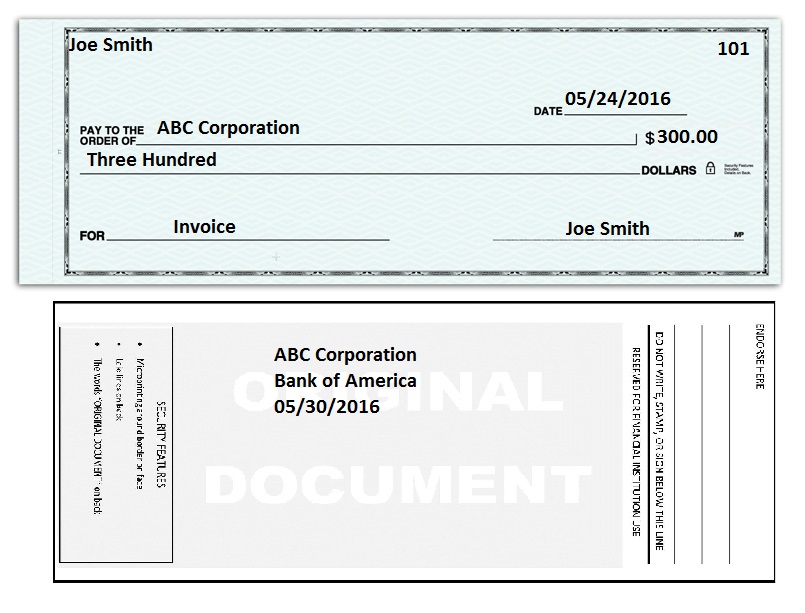 Joe Smith
101
DATE 05/24/2016
PAY TO THE
ORDER OF ABC Corporation $ 300.00
Three Hundred DOLLARS
Security Features
Included.
Details on Back.
FOR Invoice Joe Smith MP
ABC Corporation
Bank of America
05/30/2016
ORIGINAL
DOCUMENT
ENDORSE HERE
DO NOT WRITE, STAMP, OR SIGN BELOW THIS LINE
RESERVED FOR FINANCIAL INSTITUTION USE
SECURITY FEATURES
• Microprinting around border on face
• lines on back
• The words "ORIGINAL DOCUMENT" on back